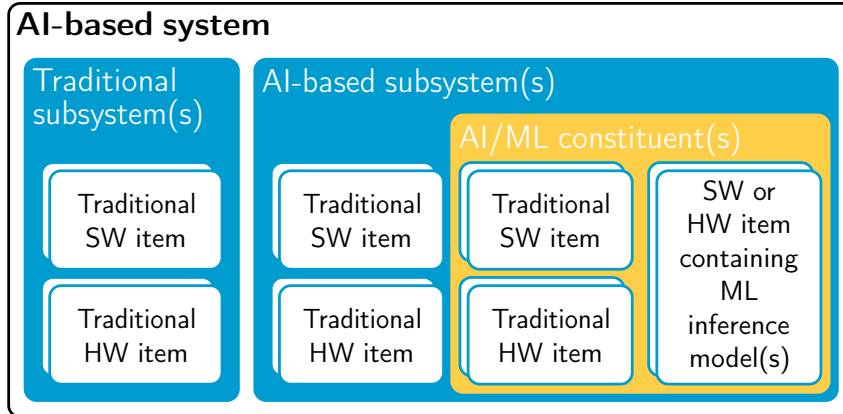 AI-based system
Traditional
subsystem(s)
AI-based subsystem(s)
AI/ML constituent(s)
Traditional
SW item
Traditional
HW item
Traditional
SW item
Traditional
HW item
Traditional
SW item
Traditional
HW item
SW or
HW item
containing
ML
inference
model(s)